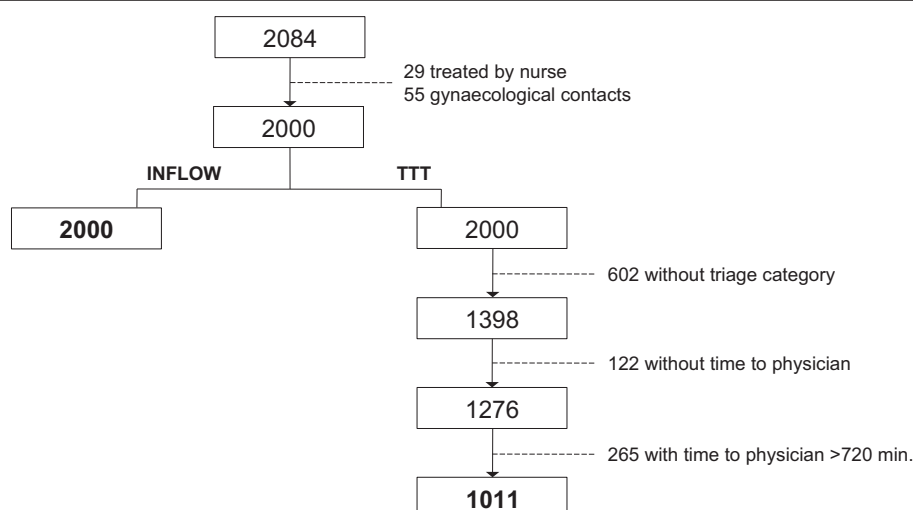 2084
29 treated by nurse
55 gynaecological contacts
2000
INFLOW
TTT
2000
2000
602 without triage category
1398
122 without time to physician
1276
265 with time to physician >720 min.
1011